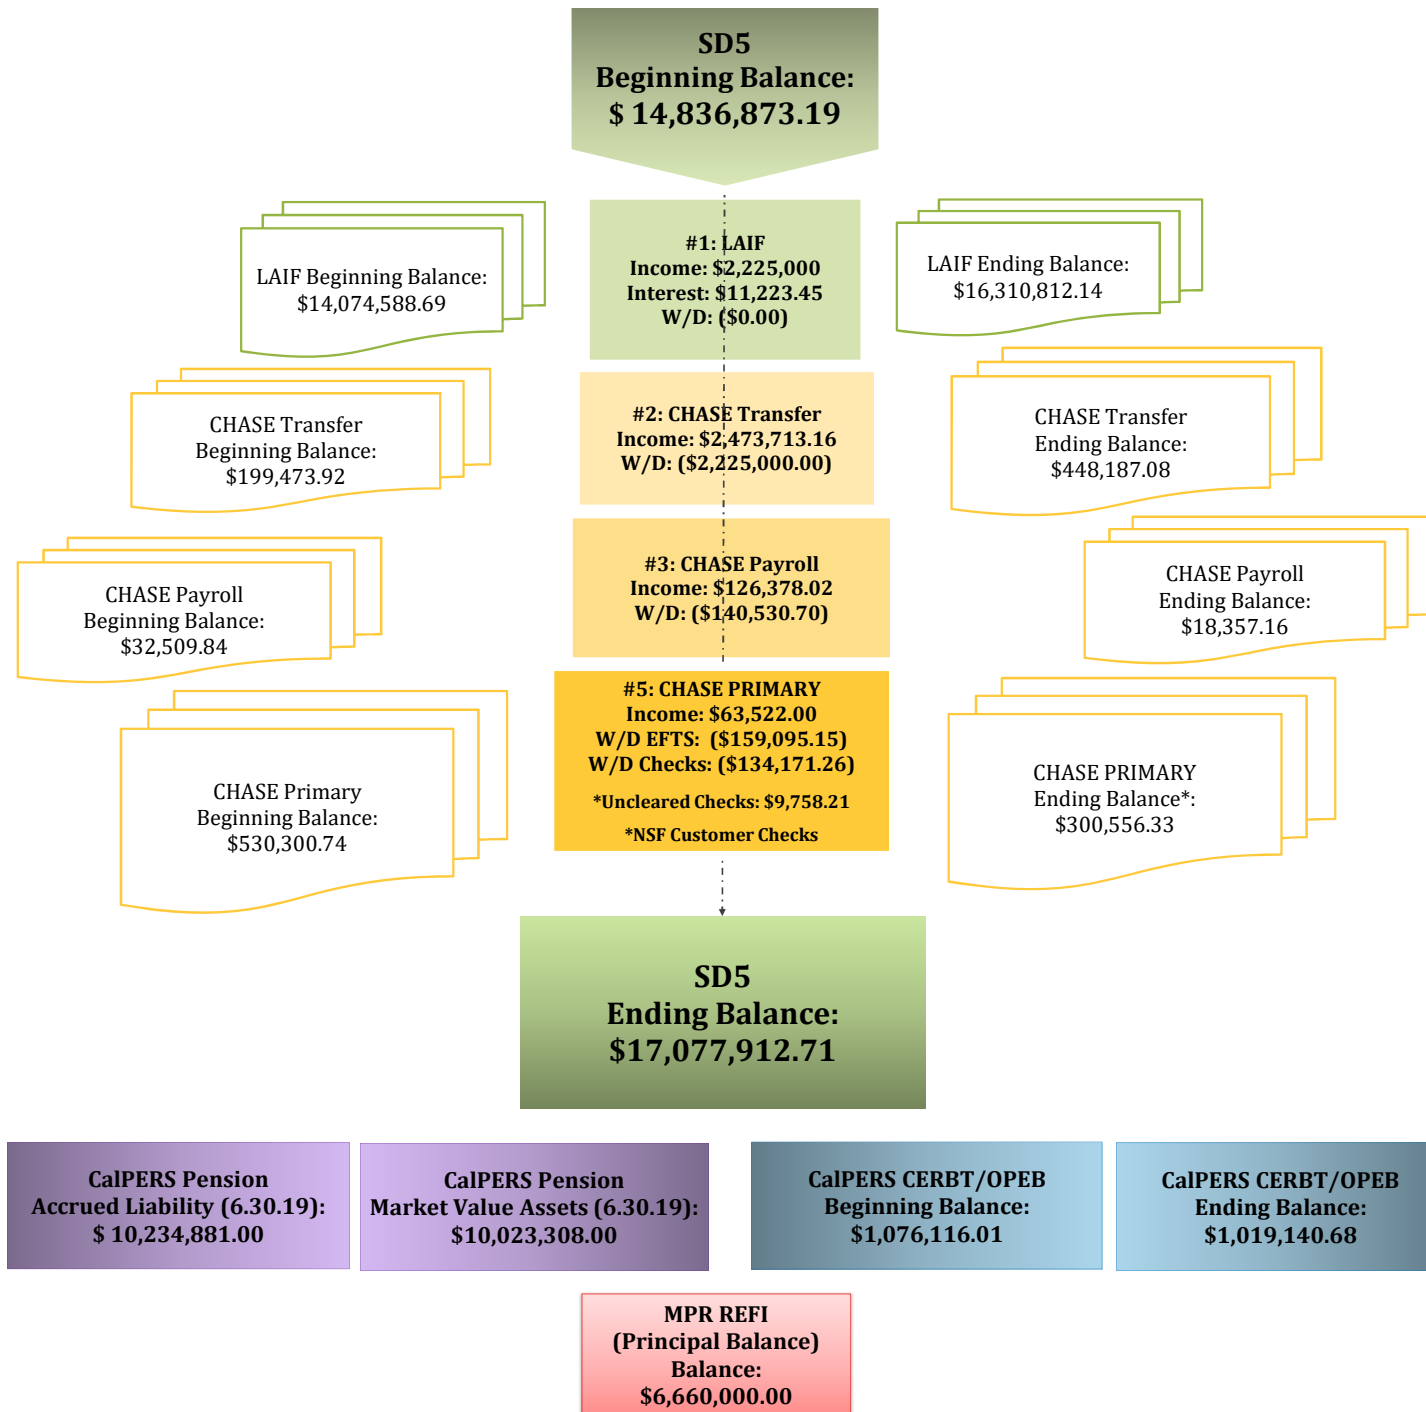 SD5
Beginning Balance:
$ 14,836,873.19
LAIF Beginning Balance:
$14,074,588.69
#1: LAIF
Income: $2,225,000
Interest: $11,223.45
W/D: ($0.00)
LAIF Ending Balance:
$16,310,812.14
CHASE Transfer
Beginning Balance:
$199,473.92
#2: CHASE Transfer
Income: $2,473,713.16
W/D: ($2,225,000.00)
CHASE Transfer
Ending Balance:
$448,187.08
CHASE Payroll
Beginning Balance:
$32,509.84
#3: CHASE Payroll
Income: $126,378.02
W/D: ($140,530.70)
CHASE Payroll
Ending Balance:
$18,357.16
CHASE Primary
Beginning Balance:
$530,300.74
#5: CHASE PRIMARY
Income: $63,522.00
W/D EFTS:  ($159,095.15)
W/D Checks: ($134,171.26)
*Uncleared Checks: $9,758.21
*NSF Customer Checks
CHASE PRIMARY
Ending Balance*:
$300,556.33
SD5
Ending Balance:
$17,077,912.71
CalPERS Pension
Accrued Liability (6.30.19):
$ 10,234,881.00
CalPERS Pension
Market Value Assets (6.30.19):
$10,023,308.00
CalPERS CERBT/OPEB
Beginning Balance:
$1,076,116.01
CalPERS CERBT/OPEB
Ending Balance:
$1,019,140.68
MPR REFI
(Principal Balance)
Balance:
$6,660,000.00